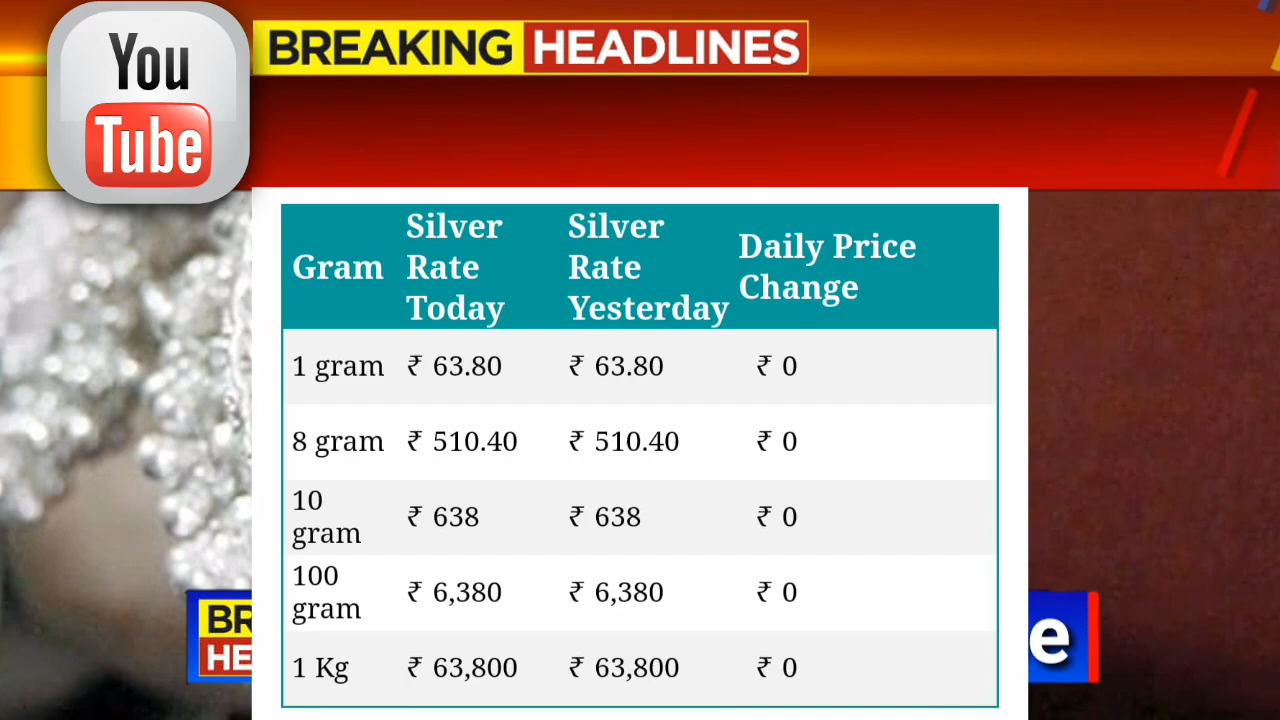 You
Tube
BREAKING HEADLINES
Gram Silver Rate Today Silver Rate Yesterday Daily Price Change
1 gram ₹ 63.80 ₹ 63.80 ₹ 0
8 gram ₹ 510.40 ₹ 510.40 ₹ 0
10 gram ₹ 638 ₹ 638 ₹ 0
100 gram ₹ 6,380 ₹ 6,380 ₹ 0
1 Kg ₹ 63,800 ₹ 63,800 ₹ 0